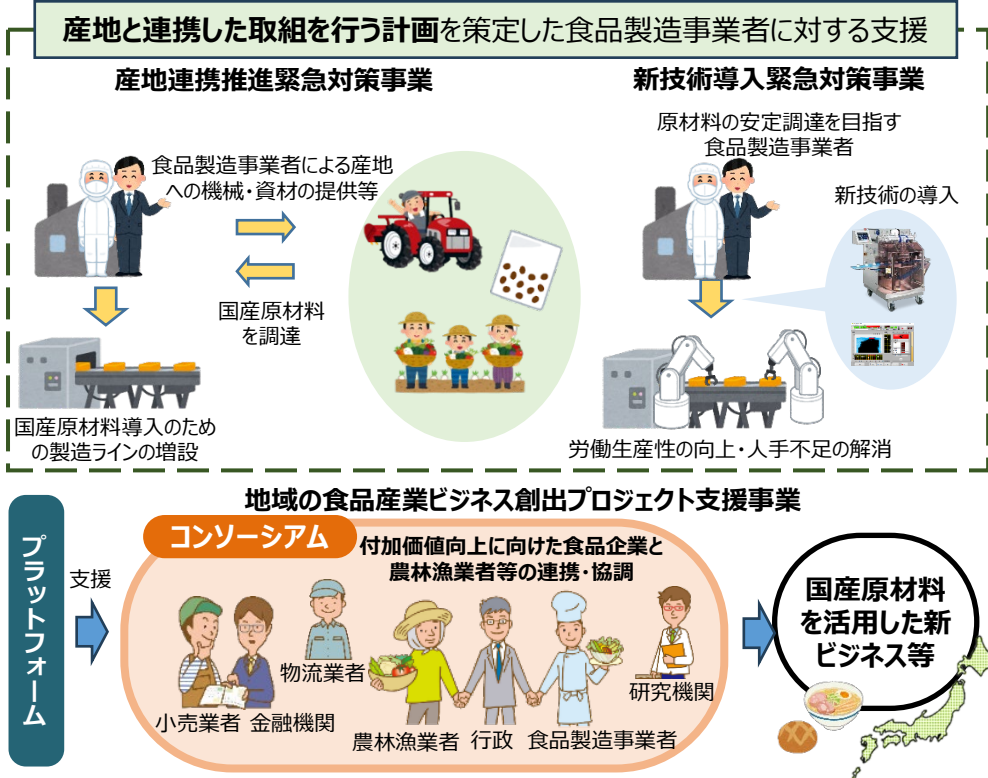 産地と連携した取組を行う計画を策定した食品製造事業者に対する支援
産地連携推進緊急対策事業
食品製造事業者による産地
への機械・資材の提供等
国産原材料
を調達
国産原材料導入のため
の製造ラインの増設
新技術導入緊急対策事業
原材料の安定調達を目指す
食品製造事業者
新技術の導入
労働生産性の向上・人手不足の解消
地域の食品産業ビジネス創出プロジェクト支援事業
プラットフォーム
支援
コンソーシアム
付加価値向上に向けた食品企業と
農林漁業者等の連携・協調
小売業者
金融機関
物流業者
農林漁業者
行政
食品製造事業者
研究機関
国産原材料
を活用した新
ビジネス等